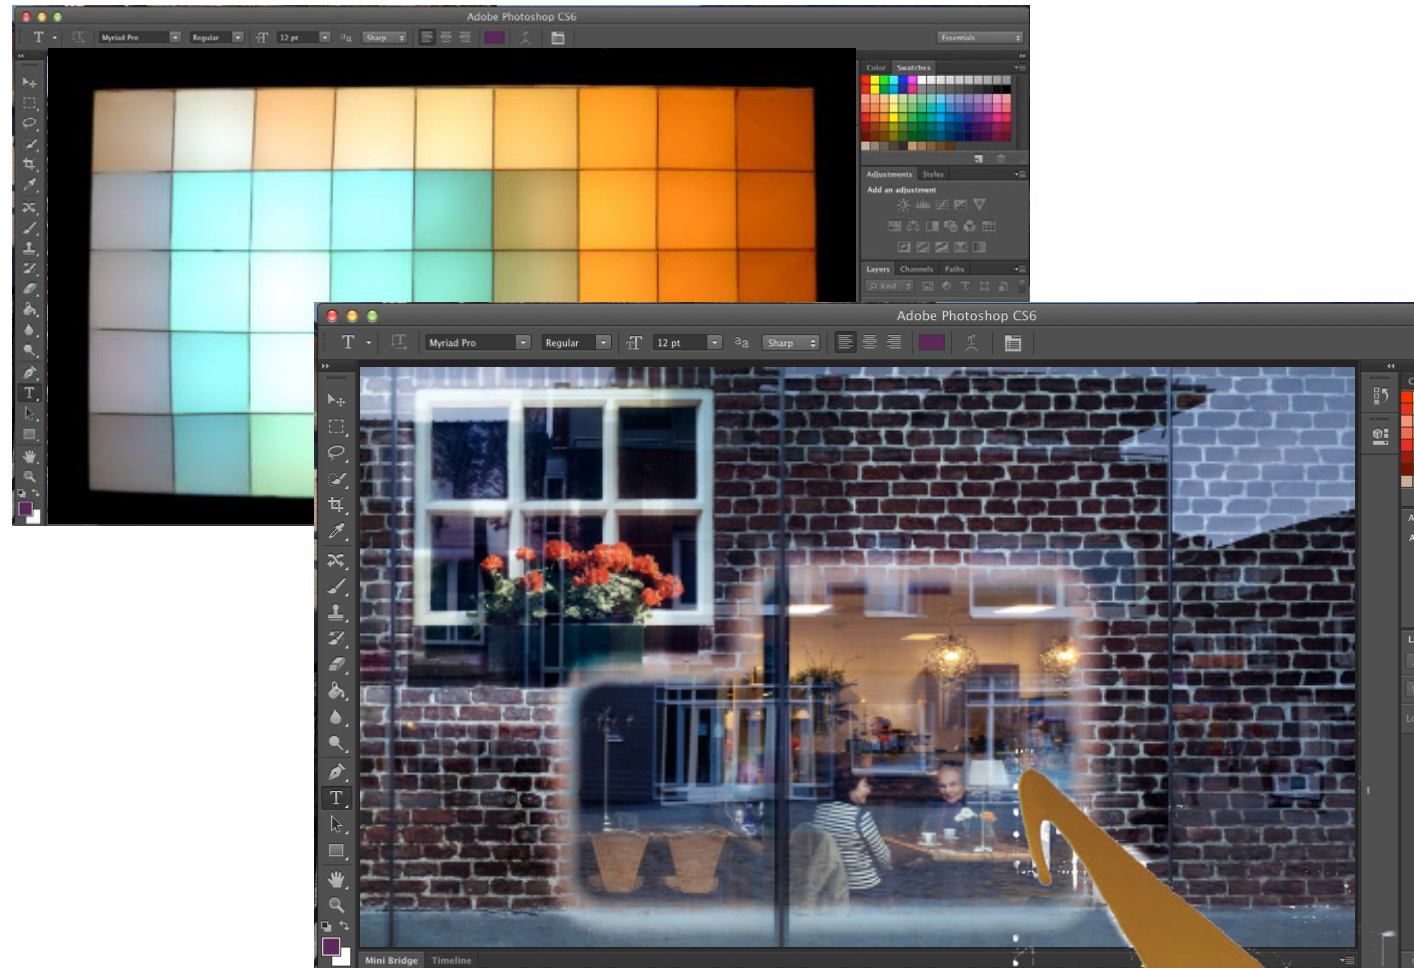 Adobe Photoshop CS6
T Myriad Pro Regular T 12 pt aa Sharp Essentials
Color Swatches
Adjustments Styles
Add an adjustment
Layers Channels Paths
Kind
T
Adobe Photoshop CS6
T Myriad Pro Regular T 12 pt aa Sharp
T
Mini Bridge Timeline